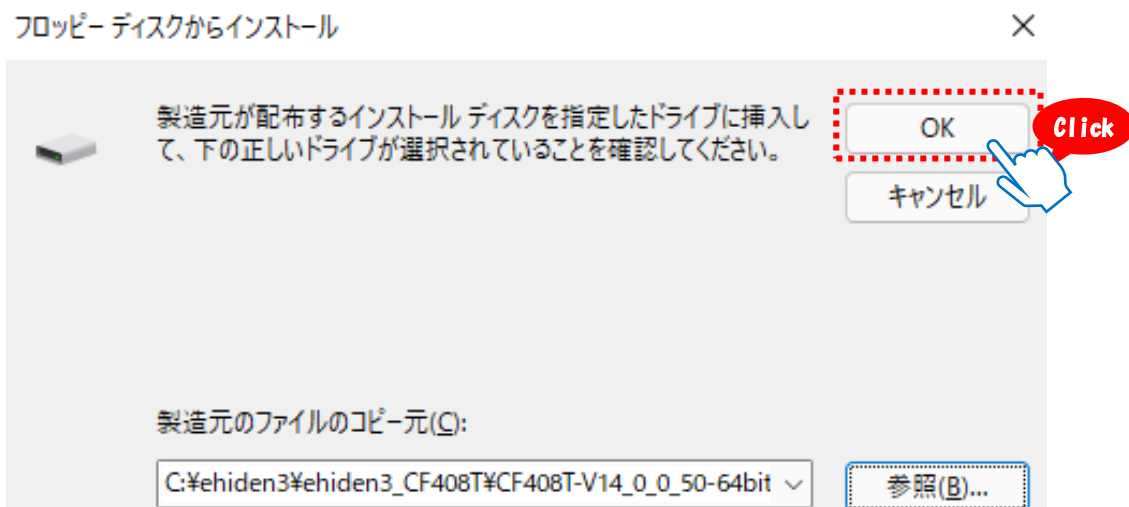 フロッピー ディスクからインストール
製造元が配布するインストール ディスクを指定したドライブに挿入し
て、下の正しいドライブが選択されていることを確認してください。
OK
Click
キャンセル
製造元のファイルのコピー元(C):
C:¥ehiden3¥ehiden3_CF408T¥CF408T-V14_0_0_50-64bit
参照(B)...